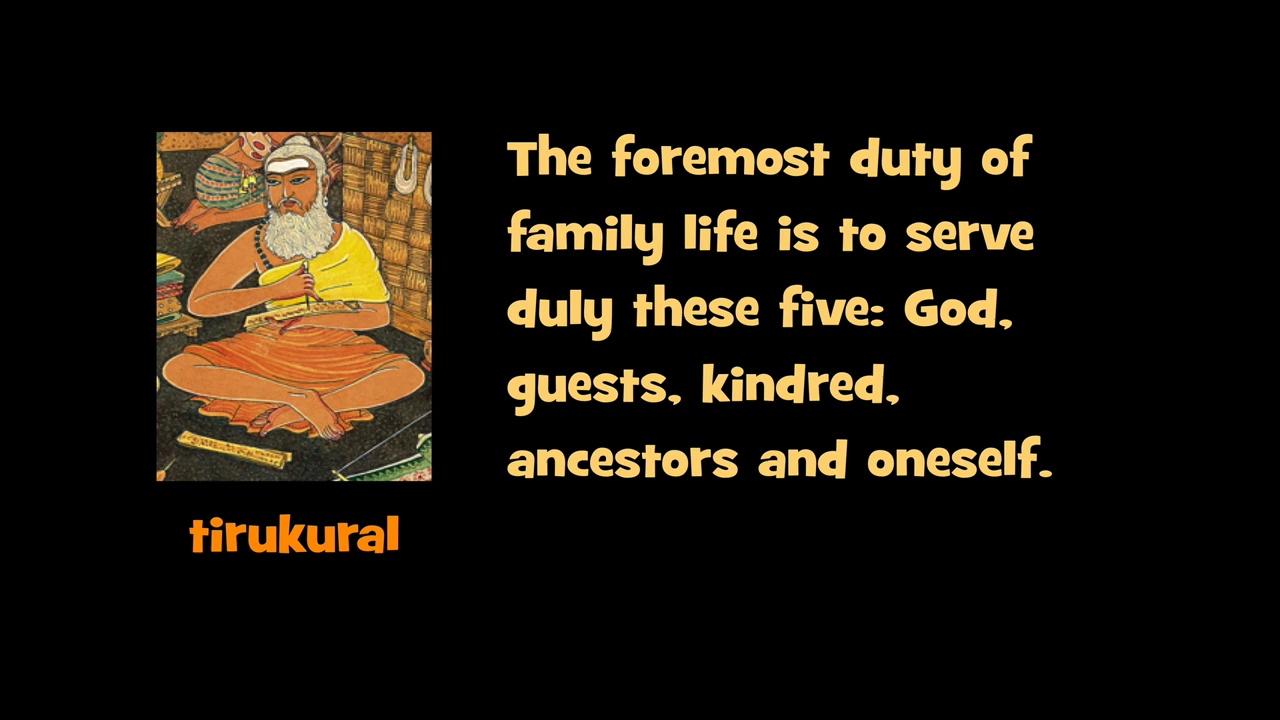 The foremost duty of
family life is to serve
duly these five: God,
guests, kindred,
ancestors and oneself.
tirukural